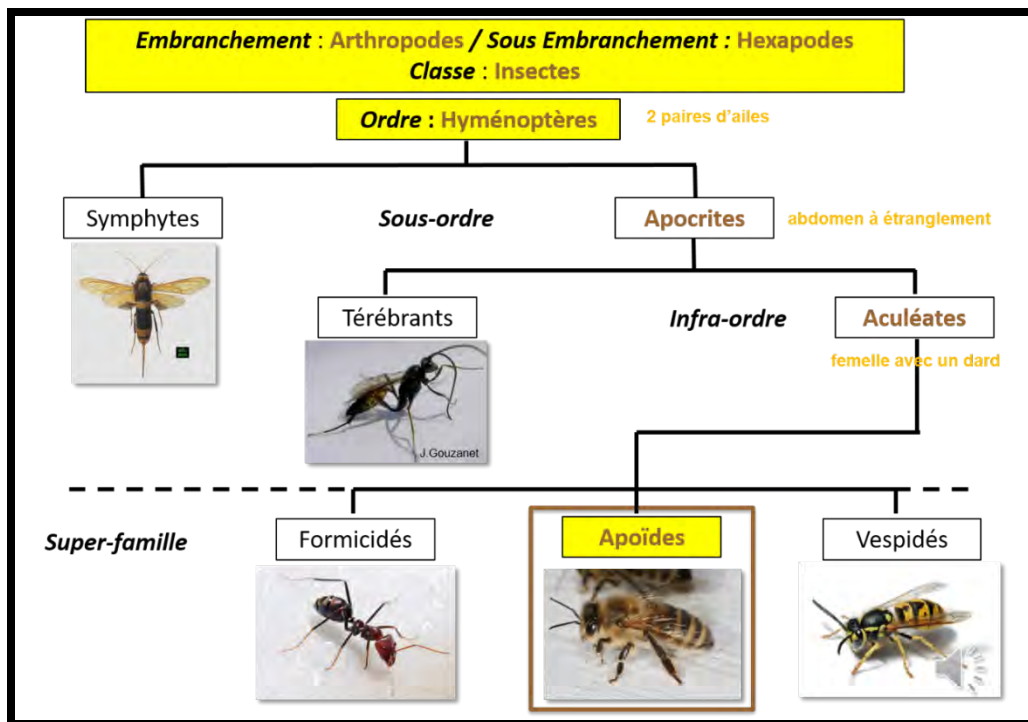 Embranchement : Arthropodes / Sous Embranchement : Hexapodes
Classe : Insectes
Ordre : Hyménoptères
2 paires d'ailes
Symphytes
Sous-ordre
Apocrites
abdomen à étranglement
Térébrants
Infra-ordre
Aculéates
femelle avec un dard
J.Gouzanet
Super-famille
Formicidés
Apoïdes
Vespidés